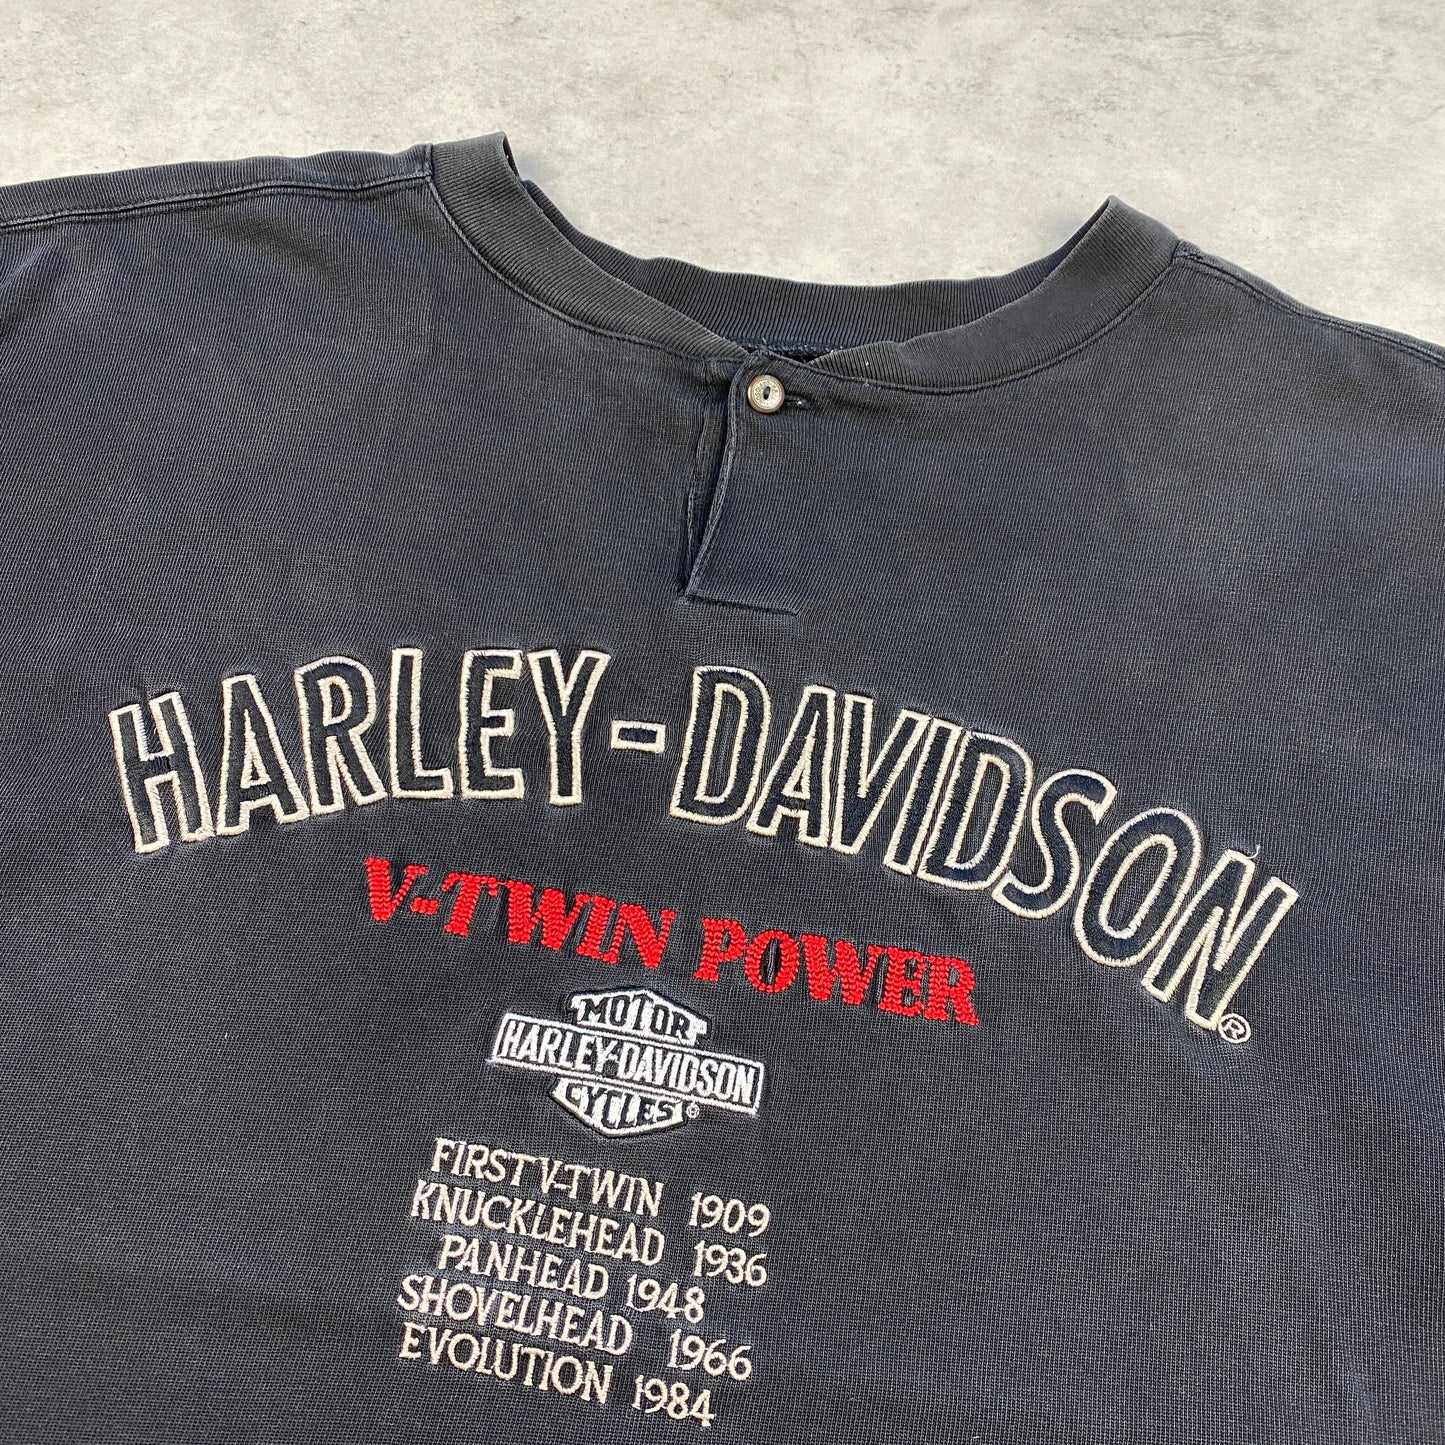 HARLEY-DAVIDSON®
V-TWIN POWER
MOTOR
HARLEY-DAVIDSON
CYCLES®
FIRST V-TWIN 1909
KNUCKLEHEAD 1936
PANHEAD 1948
SHOVELHEAD 1966
EVOLUTION 1984